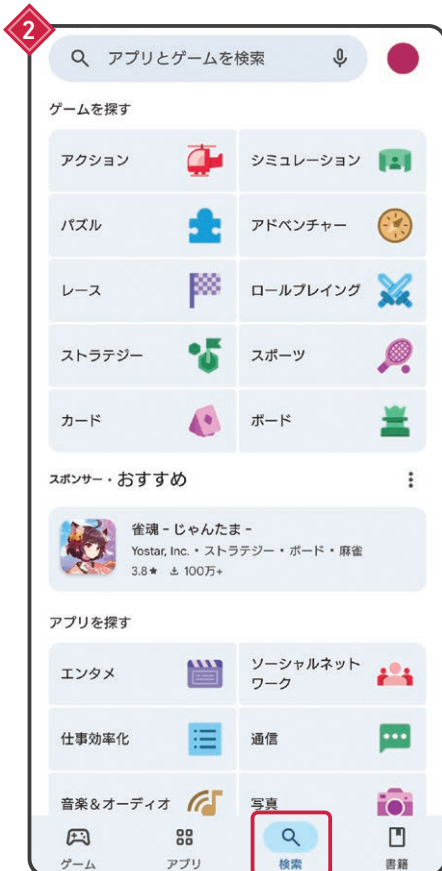 2
アプリとゲームを検索
ゲームを探す
アクション
シミュレーション
パズル
アドベンチャー
レース
ロールプレイング
ストラテジー
スポーツ
カード
ボード
スポンサー・おすすめ
雀魂 - じゃんたま -
Yostar, Inc. • ストラテジー • ボード • 麻雀
3.8★ 100万+
アプリを探す
エンタメ
ソーシャルネット
ワーク
仕事効率化
通信
音楽&オーディオ
写真
ゲーム
アプリ
検索
書籍